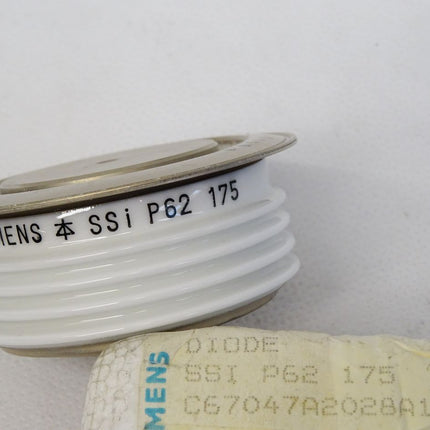 MENS 本 SSi P62 175
MENS
DIODE
SSI P62 175
C67047A2028A1